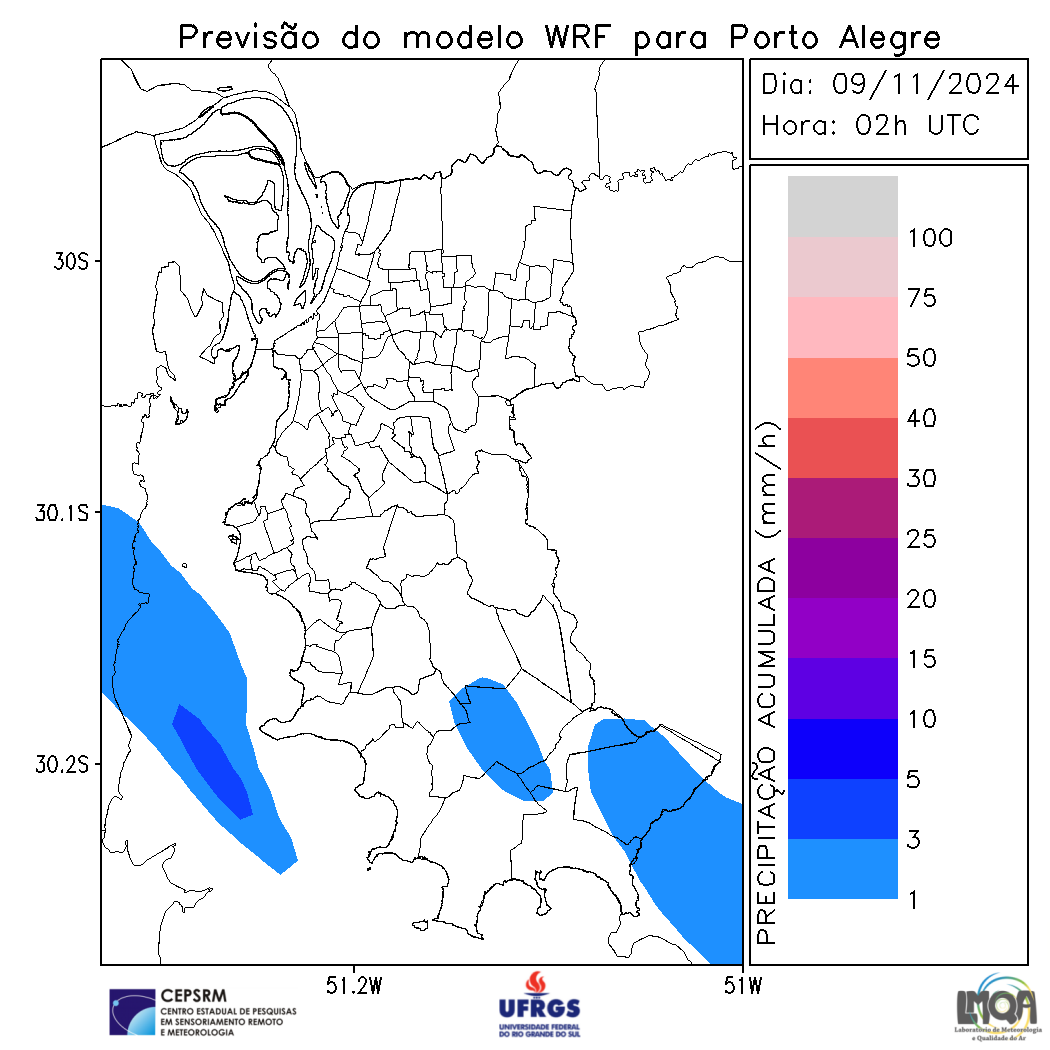 Previsão do modelo WRF para Porto Alegre
Dia: 09/11/2024
Hora: 02h UTC
30S
30.1S
30.2S
51.2W
51W
PRECIPITAÇÃO ACUMULADA (mm/h)
100
75
50
40
30
25
20
15
10
5
3
1
CEPSRM
CENTRO ESTADUAL DE PESQUISAS
EM SENSORIAMENTO REMOTO
E METEOROLOGIA
UFRGS
UNIVERSIDADE FEDERAL
DO RIO GRANDE DO SUL
LMQA
Laboratório de Meteorologia
e Qualidade do Ar